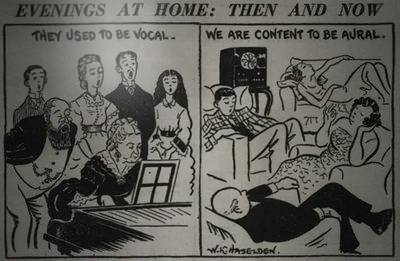 EVENINGS AT HOME: THEN AND NOW
THEY USED TO BE VOCAL-
WE ARE CONTENT TO BE AURAL.
W.K.HASELDEN.